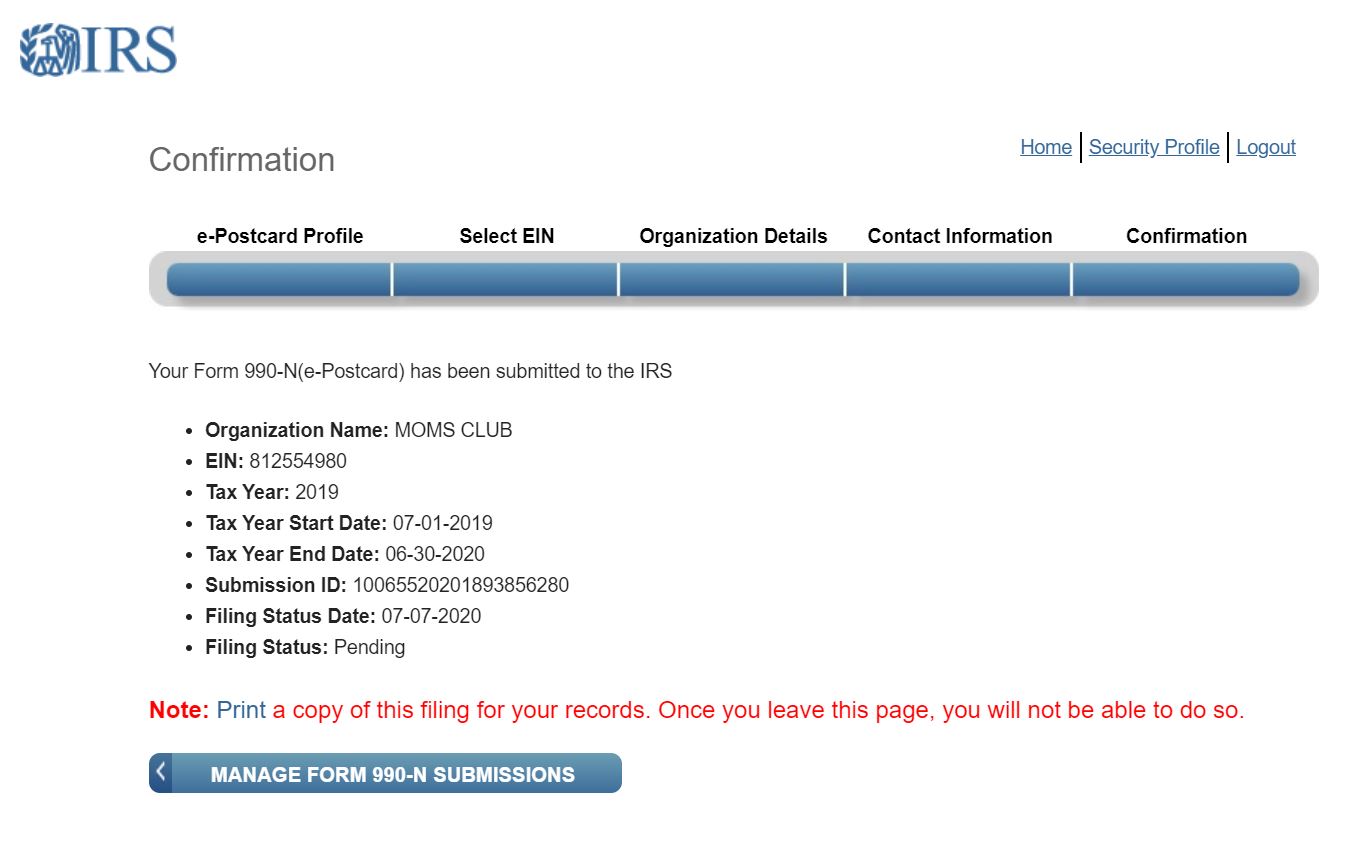 IRS
Confirmation
Home Security Profile Logout
e-Postcard Profile Select EIN Organization Details Contact Information Confirmation
Your Form 990-N(e-Postcard) has been submitted to the IRS
• Organization Name: MOMS CLUB
• EIN: 812554980
• Tax Year: 2019
• Tax Year Start Date: 07-01-2019
• Tax Year End Date: 06-30-2020
• Submission ID: 10065520201893856280
• Filing Status Date: 07-07-2020
• Filing Status: Pending
Note: Print a copy of this filing for your records. Once you leave this page, you will not be able to do so.
MANAGE FORM 990-N SUBMISSIONS